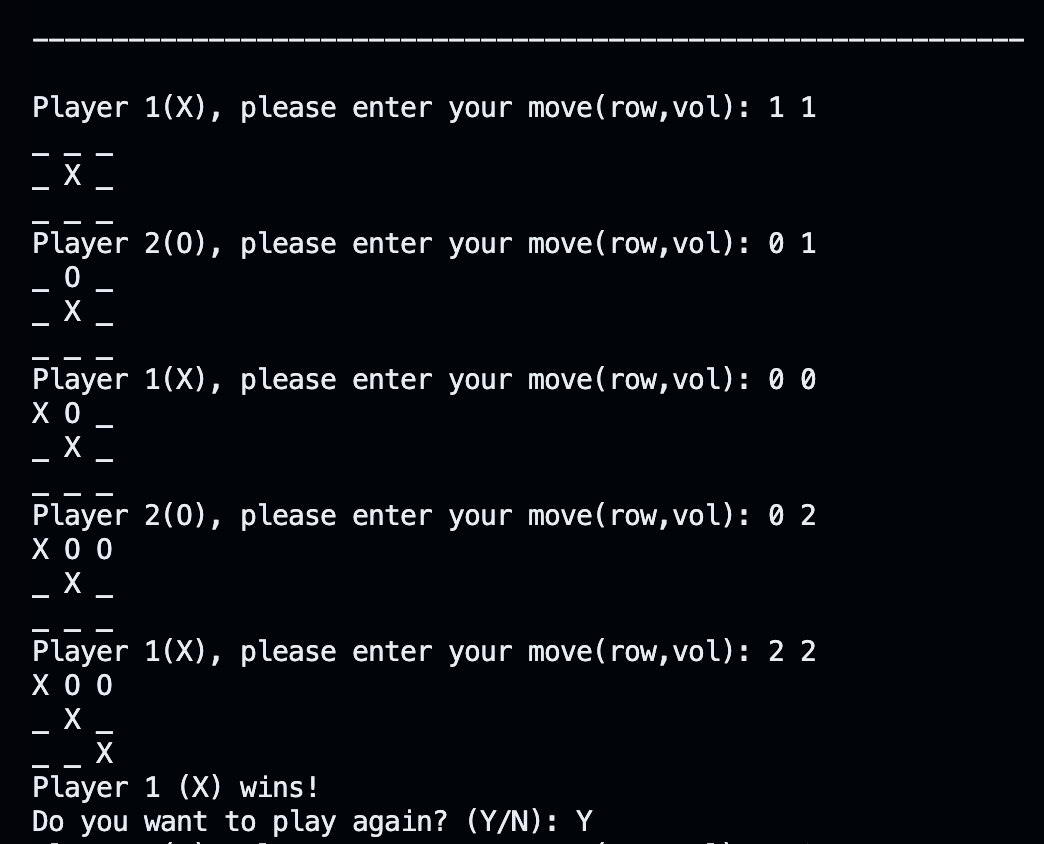 Player 1(X), please enter your move(row,vol): 1 1
_ _ _
_ X _
_ _ _
Player 2(O), please enter your move(row,vol): 0 1
_ O _
_ X _
_ _ _
Player 1(X), please enter your move(row,vol): 0 0
X O _
_ X _
_ _ _
Player 2(O), please enter your move(row,vol): 0 2
X O O
_ X _
_ _ _
Player 1(X), please enter your move(row,vol): 2 2
X O O
_ X _
_ _ X
Player 1 (X) wins!
Do you want to play again? (Y/N): Y